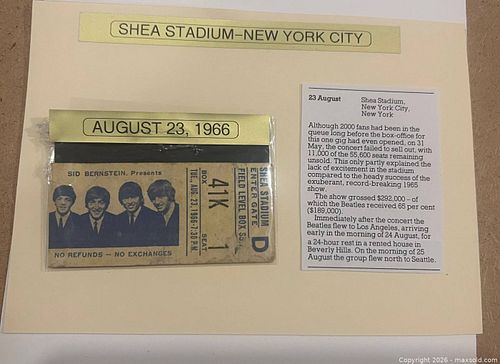 SHEA STADIUM–NEW YORK CITY
AUGUST 23, 1966
SID BERNSTEIN. Presents
NO REFUNDS — NO EXCHANGES
TUE. AUG. 23, 1966-7:30 P.M.
BOX 41K SEAT 1
FIELD LEVEL BOX
ENTER GATE D
SHEA STADIUM
23 August Shea Stadium,
New York City,
New York
Although 2000 fans had been in the
queue long before the box-office for
this one gig had even opened, on 31
May, the concert failed to sell out, with
11,000 of the 55,600 seats remaining
unsold. This only partly explained the
lack of excitement in the stadium
compared to the heady success of the
exuberant, record-breaking 1965
show.
The show grossed $292,000 – of
which the Beatles received 65 per cent
($189,000).
Immediately after the concert the
Beatles flew to Los Angeles, arriving
early in the morning of 24 August, for
a 24-hour rest in a rented house in
Beverly Hills. On the morning of 25
August the group flew north to Seattle.
Copyright 2026 - maxsold.com